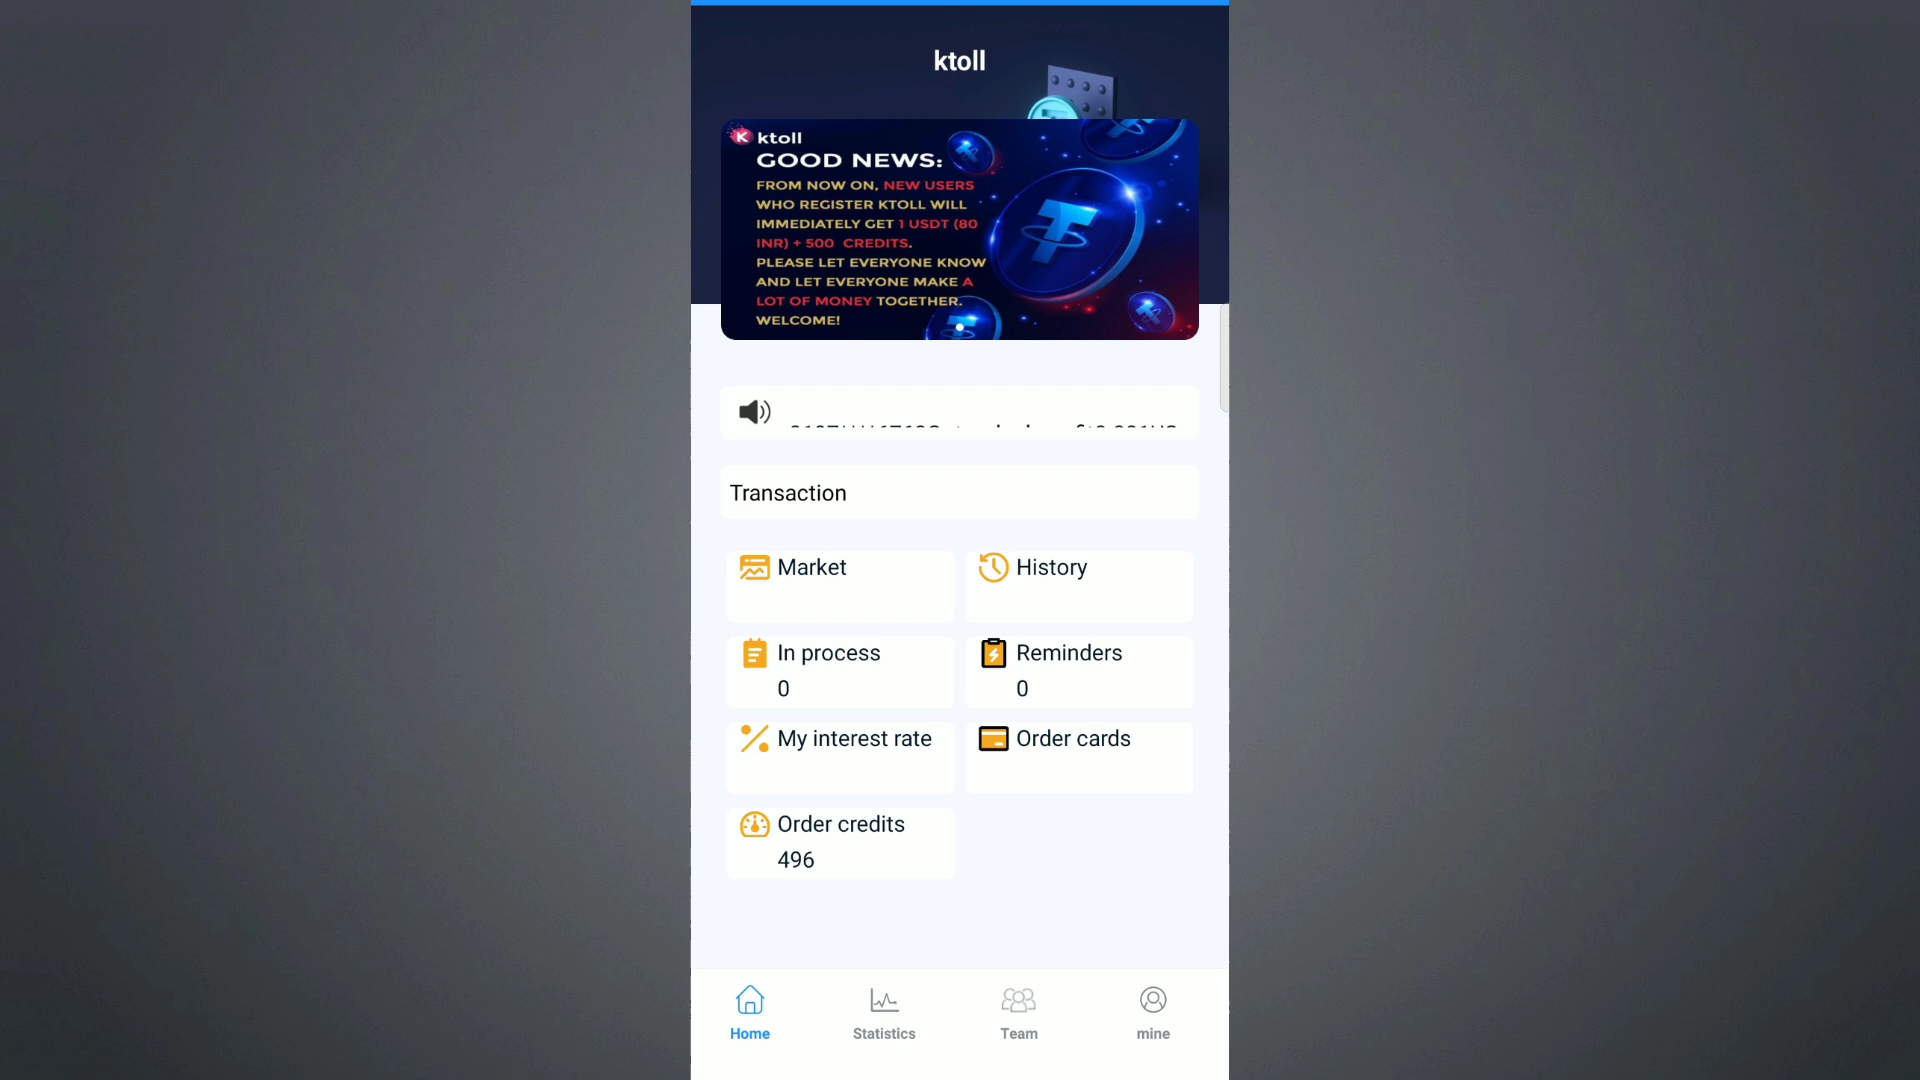 ktoll
K ktoll
GOOD NEWS:
FROM NOW ON, NEW USERS
WHO REGISTER KTOLL WILL
IMMEDIATELY GET 1 USDT (80
INR) + 500 CREDITS.
PLEASE LET EVERYONE KNOW
AND LET EVERYONE MAKE A
LOT OF MONEY TOGETHER.
WELCOME!
Transaction
Market
History
In process
0
Reminders
0
My interest rate
Order cards
Order credits
496
Home
Statistics
Team
mine